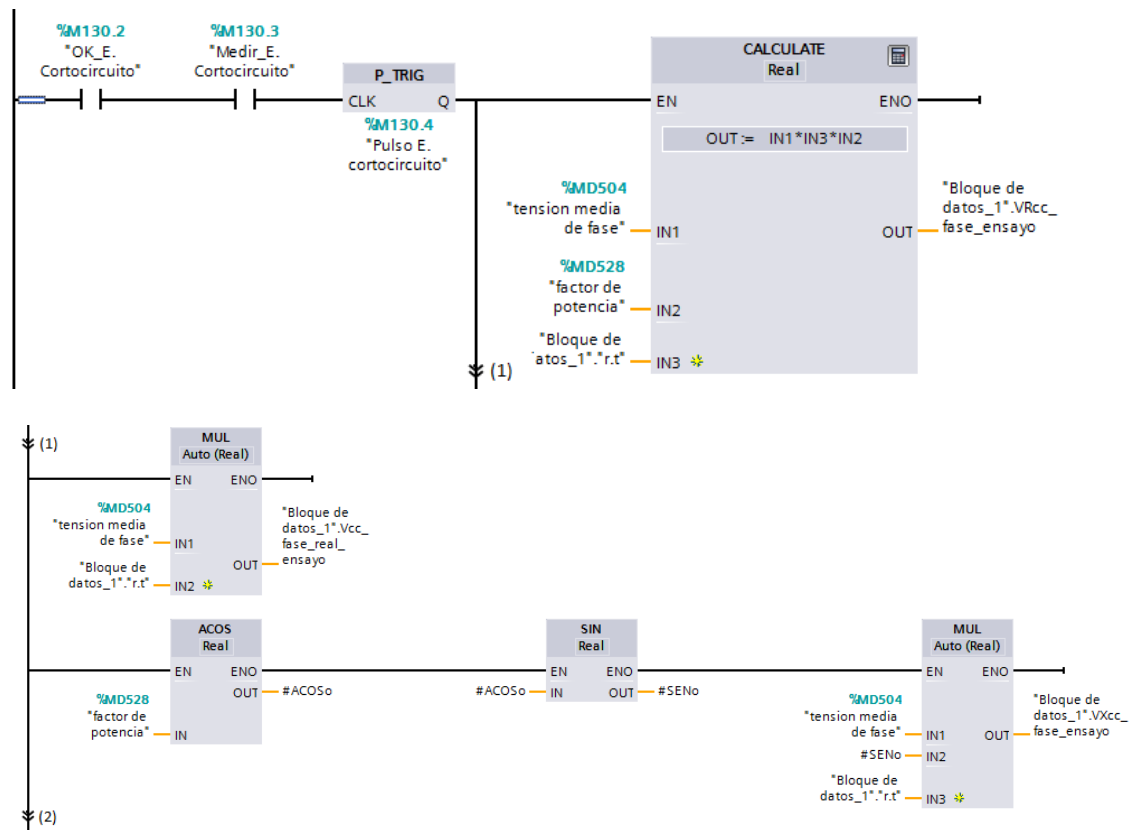 %M130.2
"OK_E.
Cortocircuito"
%M130.3
"Medir_E.
Cortocircuito"
P_TRIG
CLK Q
%M130.4
"Pulso E.
cortocircuito"
CALCULATE
Real
EN ENO
OUT := IN1*IN3*IN2
%MD504
"tension media
de fase"
IN1
%MD528
"factor de
potencia"
IN2
"Bloque de
atos_1"."r.t"
IN3
OUT
"Bloque de
datos_1".VRcc_
fase_ensayo
(1)
(1)
MUL
Auto (Real)
EN ENO
%MD504
"tension media
de fase"
IN1
"Bloque de
datos_1"."r.t"
IN2
OUT
"Bloque de
datos_1".Vcc_
fase_real_
ensayo
ACOS
Real
EN ENO
OUT
#ACOSo
%MD528
"factor de
potencia"
IN
SIN
Real
EN ENO
#ACOSo
IN OUT
#SENo
MUL
Auto (Real)
EN ENO
%MD504
"tension media
de fase"
IN1
#SENo
IN2
"Bloque de
datos_1"."r.t"
IN3
OUT
"Bloque de
datos_1".VXcc_
fase_ensayo
(2)